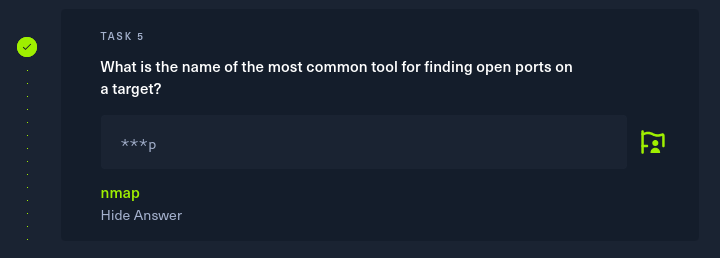 TASK 5
What is the name of the most common tool for finding open ports on
a target?
***p
nmap
Hide Answer